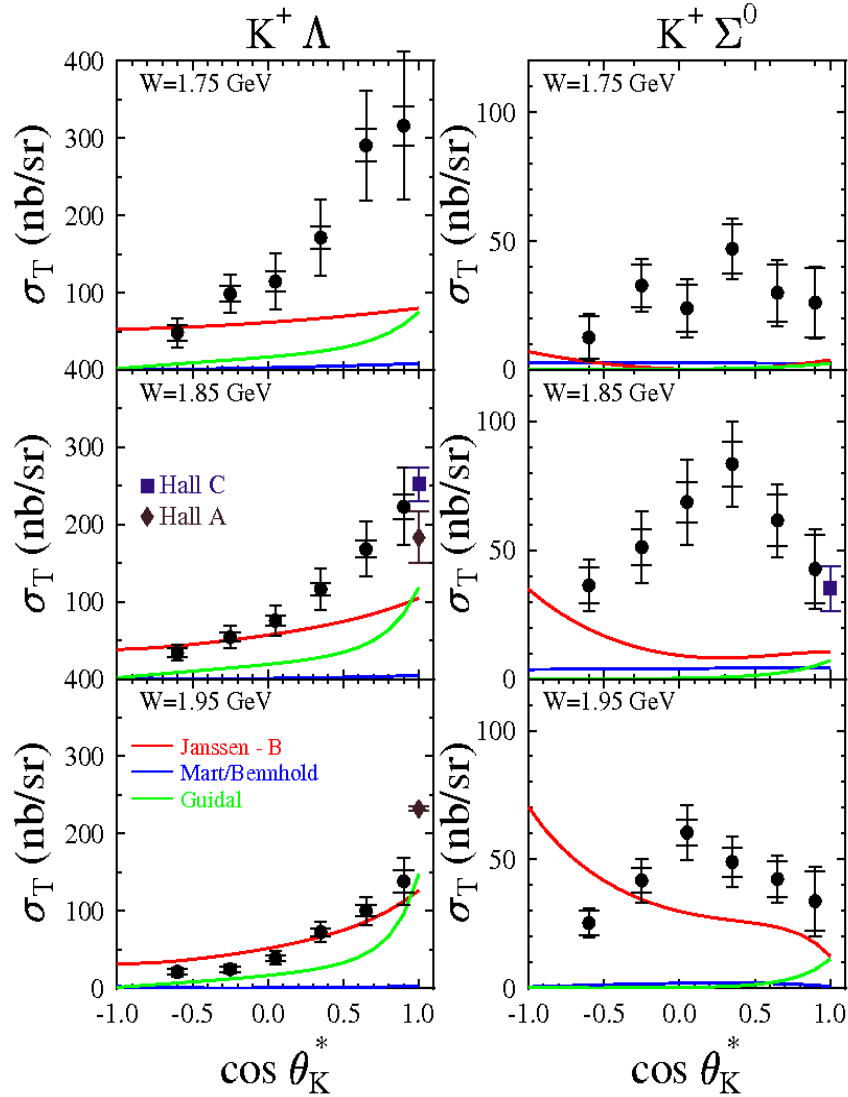 K+ Λ
K+ Σ0
400
W=1.75 GeV
300
200
100
σT (nb/sr)
W=1.75 GeV
100
50
0
σT (nb/sr)
400
W=1.85 GeV
300
200
100
σT (nb/sr)
Hall C
Hall A
W=1.85 GeV
100
50
0
σT (nb/sr)
400
W=1.95 GeV
300
200
100
0
σT (nb/sr)
Janssen - B
Mart/Bennhold
Guidal
W=1.95 GeV
100
50
0
σT (nb/sr)
-1.0 -0.5 0.0 0.5 1.0
-1.0 -0.5 0.0 0.5 1.0
cos θK*
cos θK*